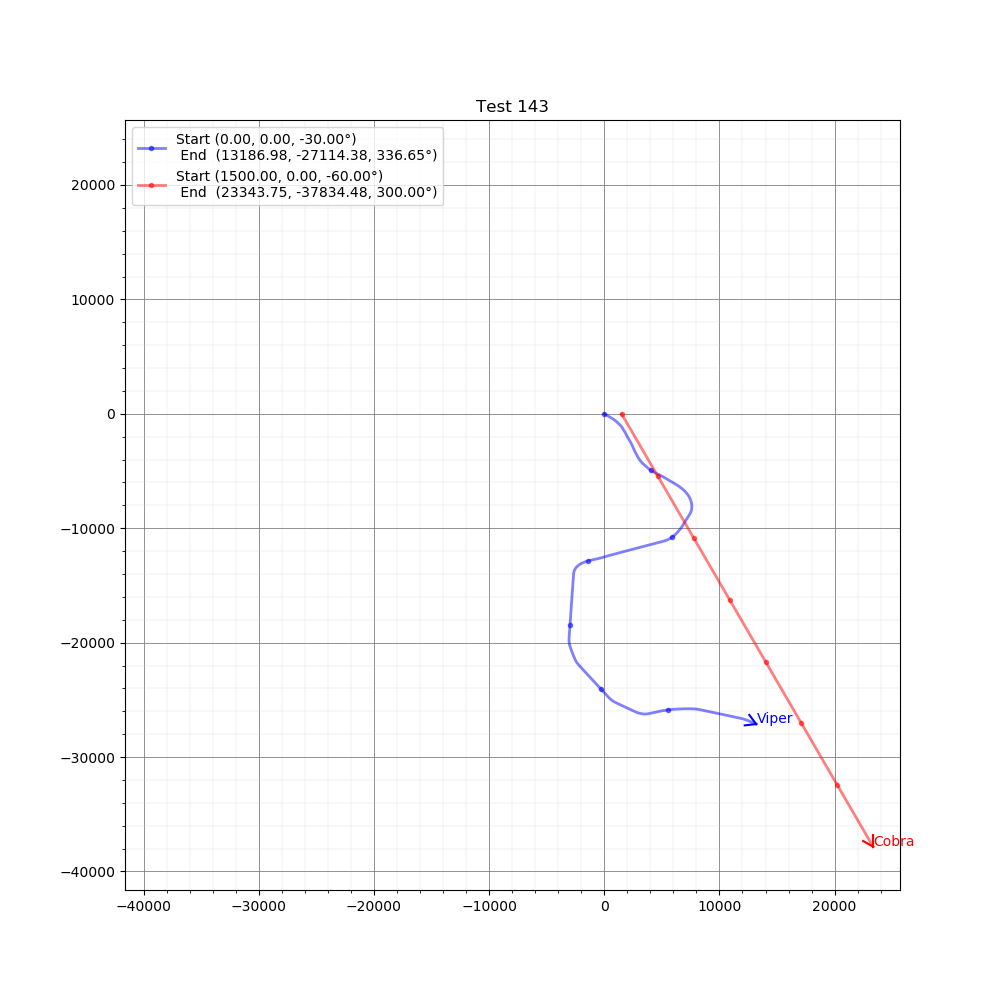 Test 143
Start (0.00, 0.00, -30.00°)
End (13186.98, -27114.38, 336.65°)
Start (1500.00, 0.00, -60.00°)
End (23343.75, -37834.48, 300.00°)
20000
10000
0
−10000
−20000
−30000
−40000
Viper
Cobra
−40000 −30000 −20000 −10000 0 10000 20000